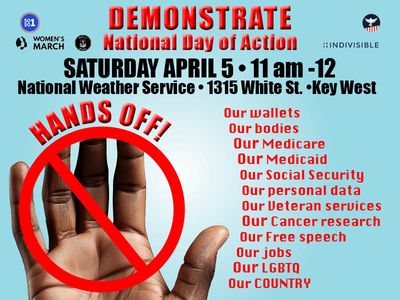 DEMONSTRATE
National Day of Action
WOMEN'S
MARCH
INDIVISIBLE
SATURDAY APRIL 5 • 11 am -12
National Weather Service • 1315 White St. •Key West
HANDS OFF!
Our wallets
Our bodies
Our Medicare
Our Medicaid
Our Social Security
Our personal data
Our Veteran services
Our Cancer research
Our Free speech
Our jobs
Our LGBTQ
Our COUNTRY